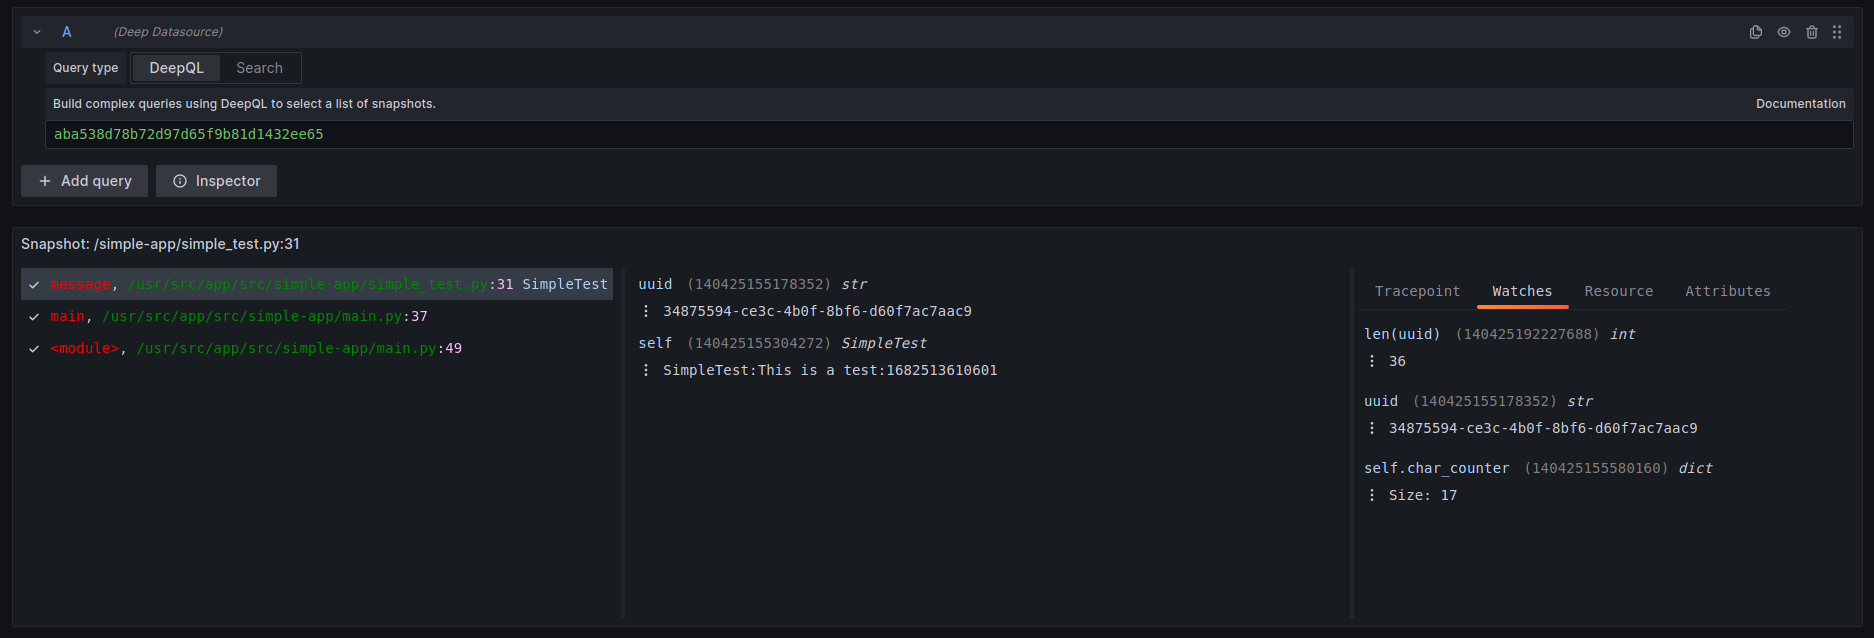 A (Deep Datasource)
Query type DeepQL Search
Build complex queries using DeepQL to select a list of snapshots. Documentation
aba538d78b72d97d65f9b81d1432ee65
Add query Inspector
Snapshot: /simple-app/simple_test.py:31
message, /usr/src/app/src/simple-app/simple_test.py:31 SimpleTest
main, /usr/src/app/src/simple-app/main.py:37
<module>, /usr/src/app/src/simple-app/main.py:49
uuid (140425155178352) str
34875594-ce3c-4b0f-8bf6-d60f7ac7aac9
self (140425155304272) SimpleTest
SimpleTest:This is a test:1682513610601
Tracepoint Watches Resource Attributes
len(uuid) (140425192227688) int
36
uuid (140425155178352) str
34875594-ce3c-4b0f-8bf6-d60f7ac7aac9
self.char_counter (140425155580160) dict
Size: 17